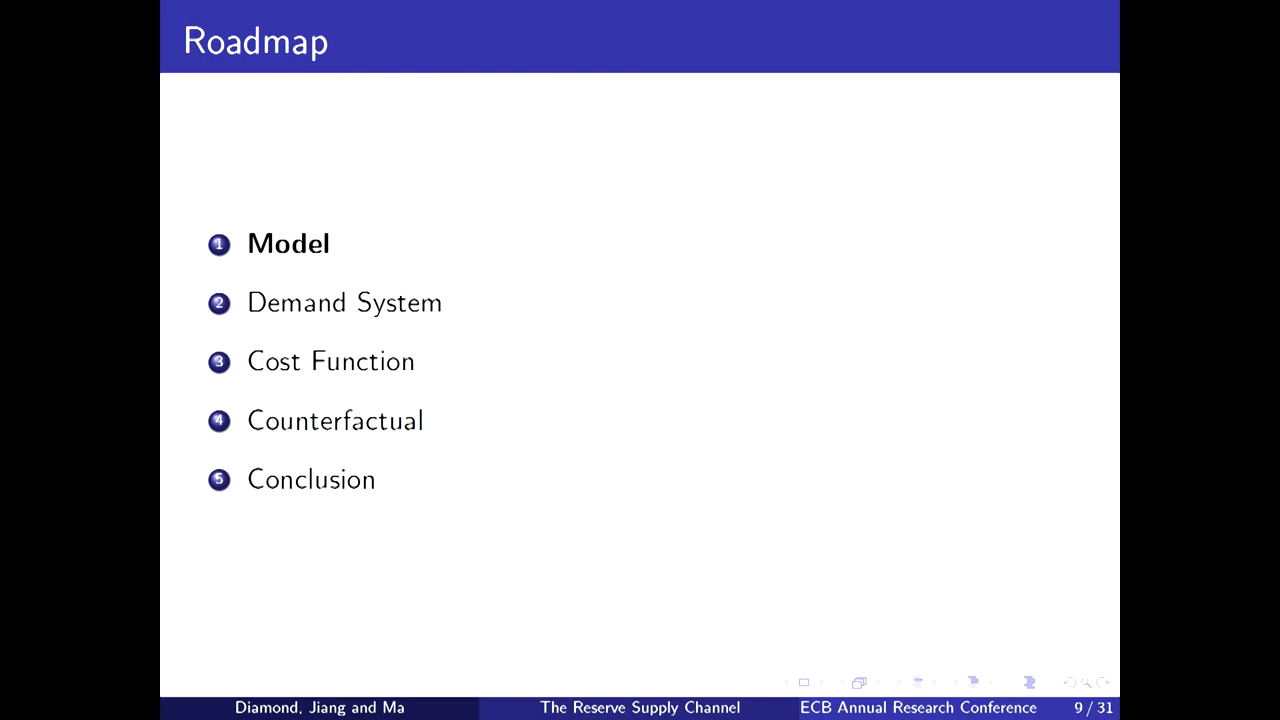 Roadmap
1 Model
2 Demand System
3 Cost Function
4 Counterfactual
5 Conclusion
Diamond, Jiang and Ma The Reserve Supply Channel ECB Annual Research Conference 9 / 31